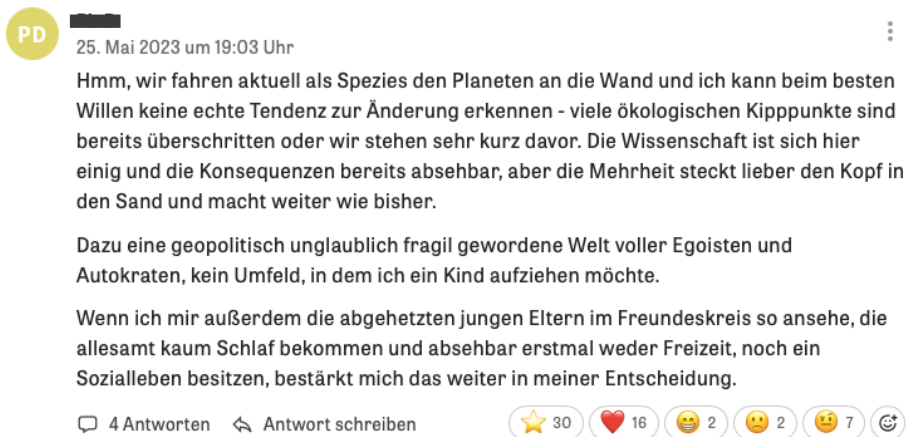 PD
25. Mai 2023 um 19:03 Uhr
Hmm, wir fahren aktuell als Spezies den Planeten an die Wand und ich kann beim besten
Willen keine echte Tendenz zur Änderung erkennen - viele ökologischen Kipppunkte sind
bereits überschritten oder wir stehen sehr kurz davor. Die Wissenschaft ist sich hier
einig und die Konsequenzen bereits absehbar, aber die Mehrheit steckt lieber den Kopf in
den Sand und macht weiter wie bisher.
Dazu eine geopolitisch unglaublich fragil gewordene Welt voller Egoisten und
Autokraten, kein Umfeld, in dem ich ein Kind aufziehen möchte.
Wenn ich mir außerdem die abgehetzten jungen Eltern im Freundeskreis so ansehe, die
allesamt kaum Schlaf bekommen und absehbar erstmal weder Freizeit, noch ein
Sozialleben besitzen, bestärkt mich das weiter in meiner Entscheidung.
4 Antworten Antwort schreiben 30 16 2 2 7